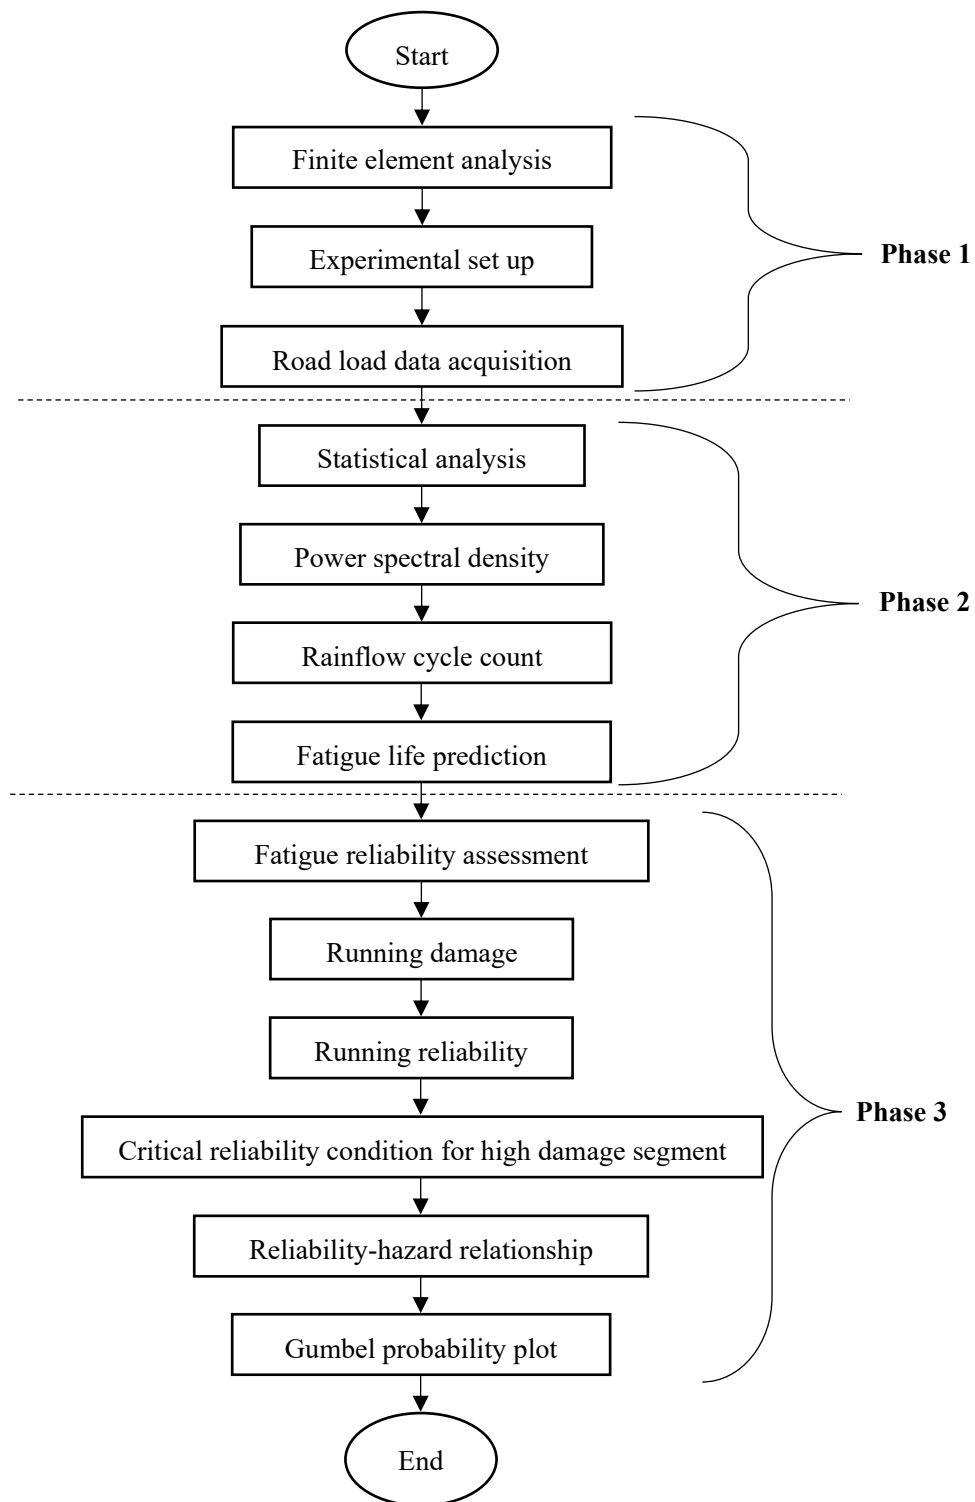 Start
Finite element analysis
Experimental set up
Phase 1
Road load data acquisition
Statistical analysis
Power spectral density
Phase 2
Rainflow cycle count
Fatigue life prediction
Fatigue reliability assessment
Running damage
Running reliability
Phase 3
Critical reliability condition for high damage segment
Reliability-hazard relationship
Gumbel probability plot
End